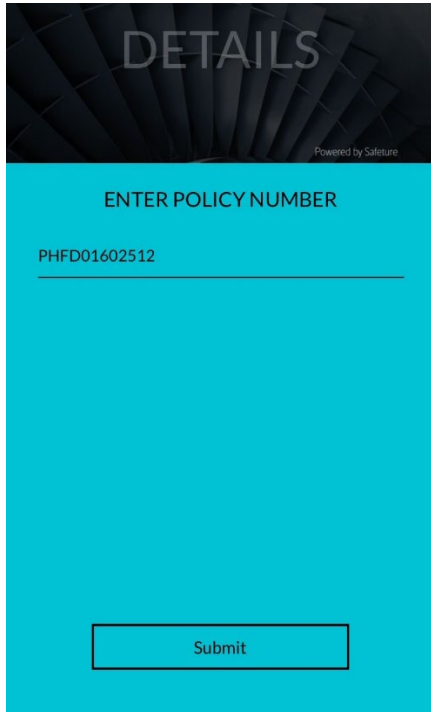 DETAILS
Powered by Safeture
ENTER POLICY NUMBER
PHFD01602512
Submit